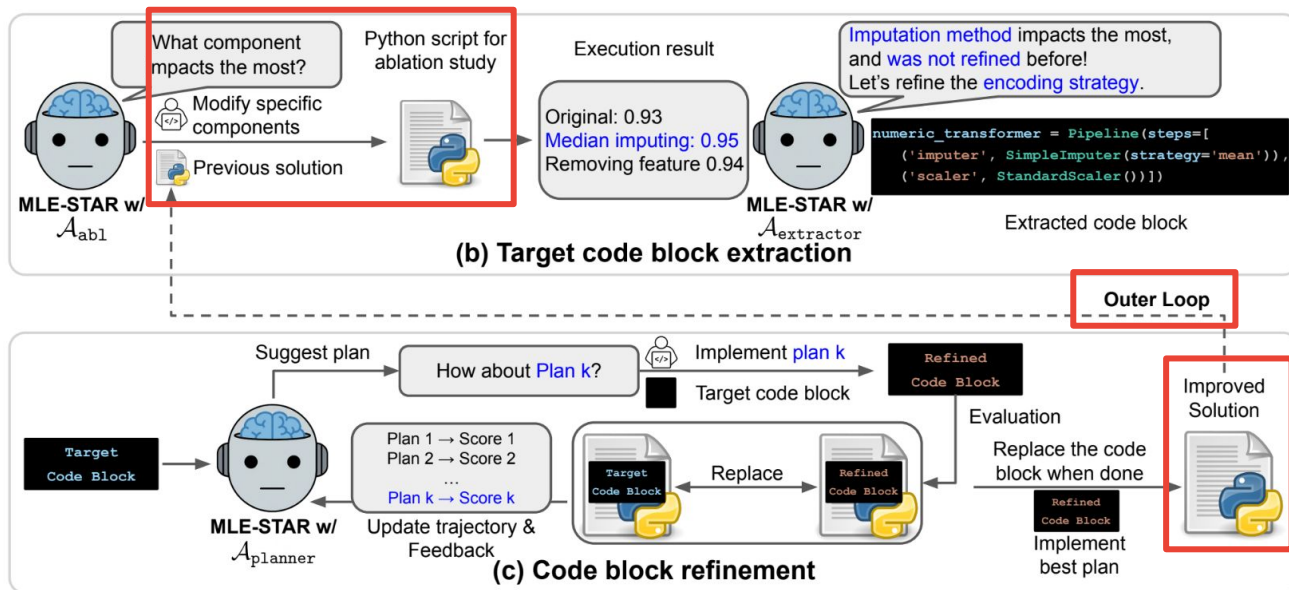 What component
mpacts the most?
Modify specific
components
Previous solution
MLE-STAR w/
𝒜abl
Python script for
ablation study
Execution result
Original: 0.93
Median imputing: 0.95
Removing feature 0.94
Imputation method impacts the most,
and was not refined before!
Let's refine the encoding strategy.
MLE-STAR w/
𝒜extractor
numeric_transformer = Pipeline(steps=[
('imputer', SimpleImputer(strategy='mean')),
('scaler', StandardScaler())])
Extracted code block
(b) Target code block extraction
Outer Loop
Suggest plan
How about Plan k?
</>
Implement plan k
Target code block
Refined
Code Block
Evaluation
Target
Code Block
MLE-STAR w/
𝒜planner
Plan 1 → Score 1
Plan 2 → Score 2
...
Plan k → Score k
Update trajectory &
Feedback
Target
Code Block
Replace
Refined
Code Block
Replace the code
block when done
Refined
Code Block
Implement
best plan
Improved
Solution
(c) Code block refinement